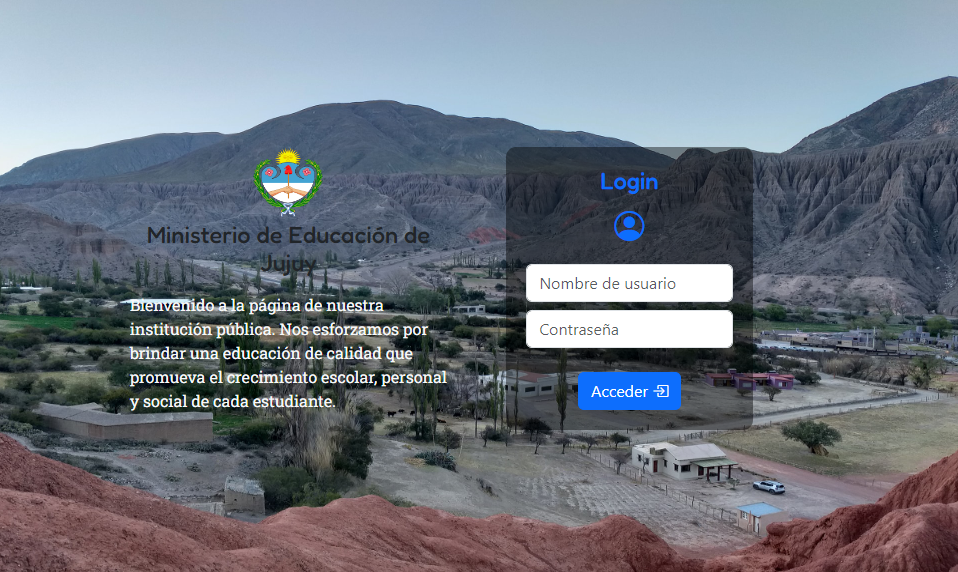 Ministerio de Educación de
Jujuy
Bienvenido a la página de nuestra
institución pública. Nos esforzamos por
brindar una educación de calidad que
promueva el crecimiento escolar, personal
y social de cada estudiante.
Login
Nombre de usuario
Contraseña
Acceder